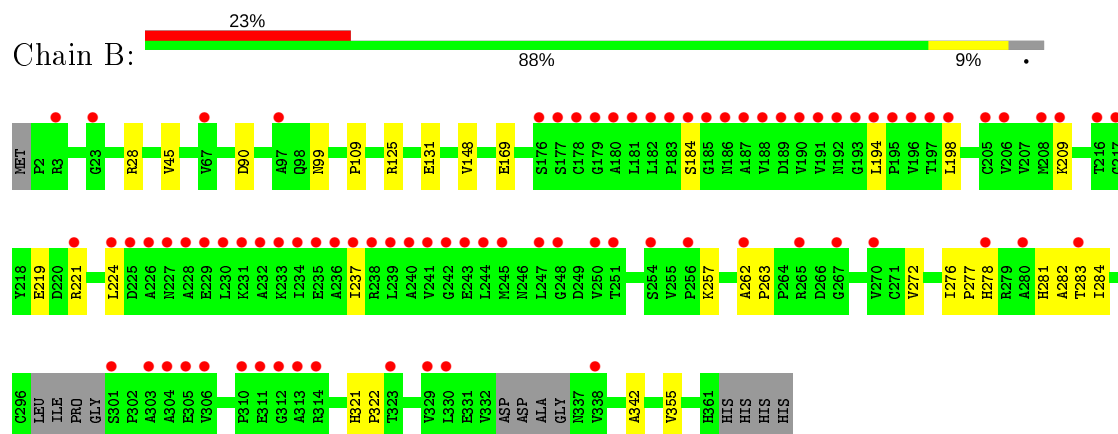 23%
Chain B:
88% 9% •
MET P2 R3 G23 R28 V45 V67 D90 A97 Q98 N99 P109 R125 E131 V148 E169 S176 S177 C178 G179 A180 L181 L182 P183 S184 G185 N186 A187 V188 D189 V190 V191 N192 G193 L194 P195 V196 T197 L198 C205 V206 V207 M208 K209 T216 G217
Y218 E219 D220 R221 L224 D225 A226 N227 A228 E229 L230 K231 A232 K233 I234 E235 A236 I237 R238 L239 A240 V241 G242 E243 L244 M245 N246 L247 G248 D249 V250 T251 S254 V255 P256 K257 A262 P263 P264 R265 D266 G267 V270 C271 V272 I276 P277 H278 R279 A280 H281 A282 T283 I284
C296 LEU ILE PRO GLY S301 P302 A303 A304 E305 V306 P310 E311 G312 A313 R314 H321 P322 T323 V329 L330 E331 V332 ASP ASP ALA GLY N337 V338 A342 V355 H361 HIS HIS HIS HIS